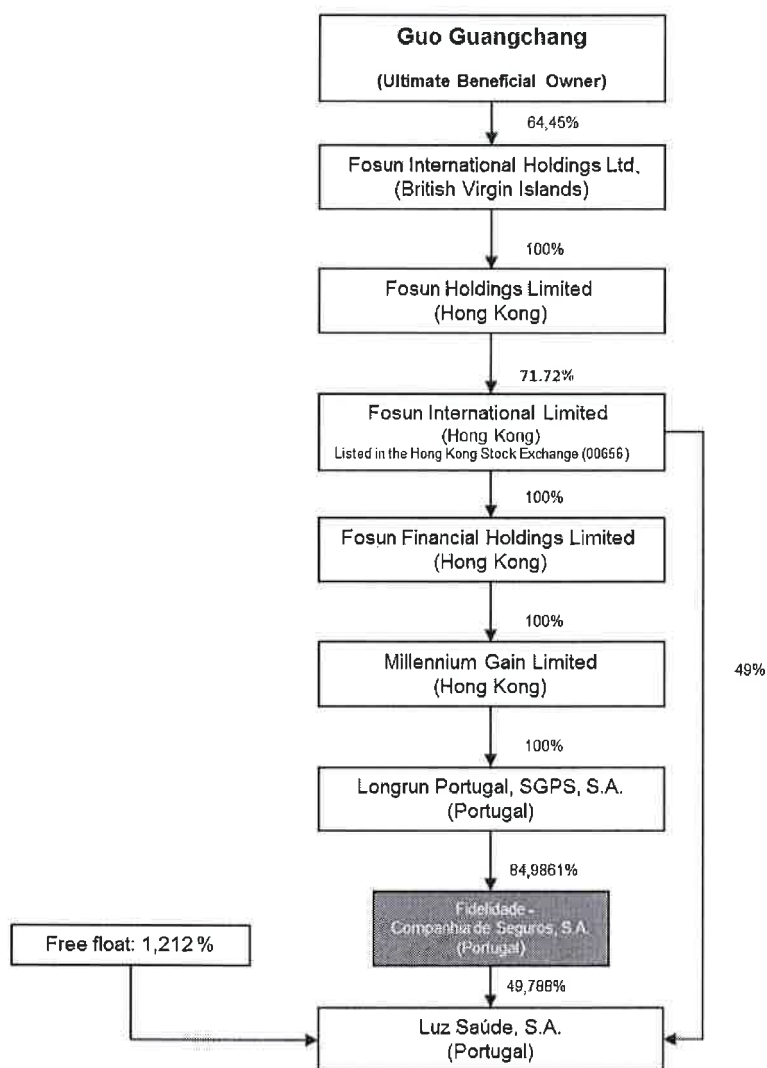 Guo Guangchang
(Ultimate Beneficial Owner)
64,45%
Fosun International Holdings Ltd.
(British Virgin Islands)
100%
Fosun Holdings Limited
(Hong Kong)
71.72%
Fosun International Limited
(Hong Kong)
Listed in the Hong Kong Stock Exchange (00656)
100%
Fosun Financial Holdings Limited
(Hong Kong)
100%
Millennium Gain Limited
(Hong Kong)
49%
100%
Longrun Portugal, SGPS, S.A.
(Portugal)
84,9861%
Fidelidade -
Companhia de Seguros, S.A.
(Portugal)
Free float: 1,212 %
49,788%
Luz Saúde, S.A.
(Portugal)